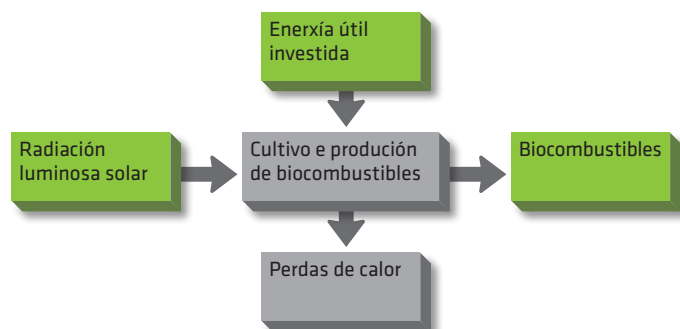 Enerxía útil
investida
Radiación
luminosa solar
Cultivo e produción
de biocombustibles
Biocombustibles
Perdas de calor